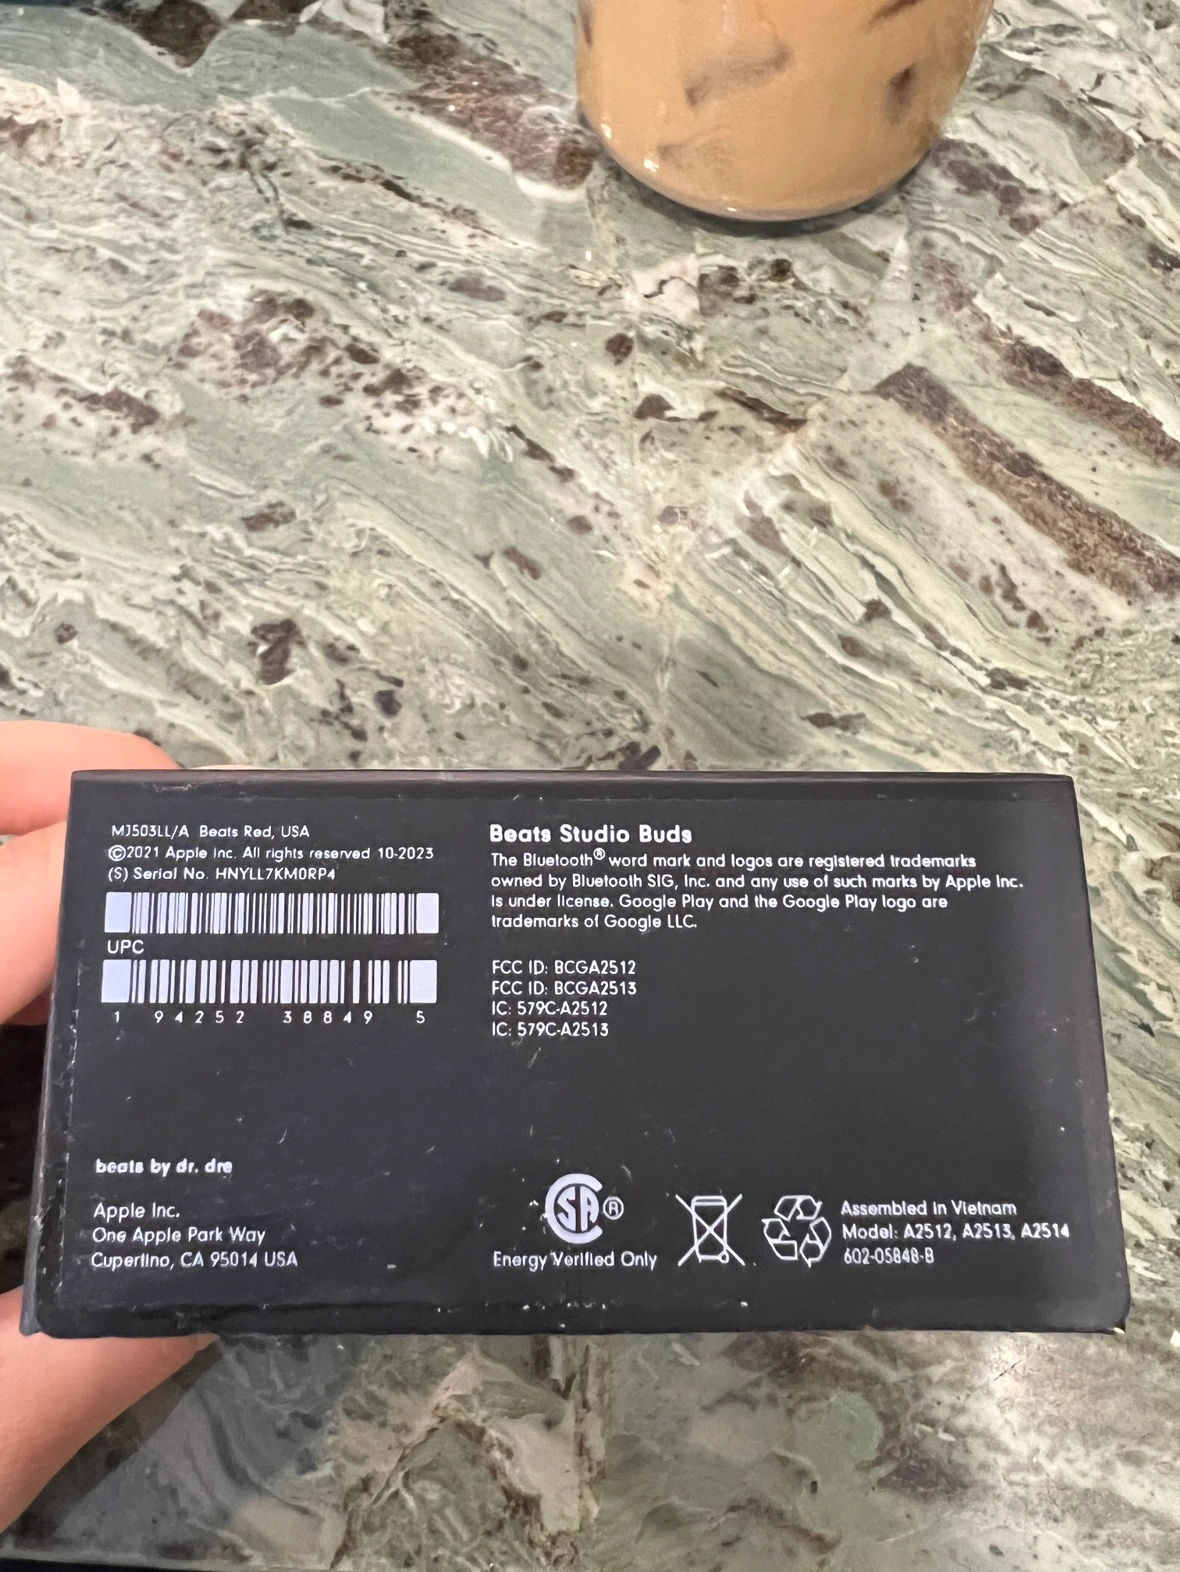 MJ503LL/A Beats Red, USA
©2021 Apple Inc. All rights reserved 10-2023
(S) Serial No. HNYLL7KM0RP4
UPC
1 94252 38849 5
Beats Studio Buds
The Bluetooth® word mark and logos are registered trademarks
owned by Bluetooth SIG, Inc. and any use of such marks by Apple Inc.
is under license. Google Play and the Google Play logo are
trademarks of Google LLC.
FCC ID: BCGA2512
FCC ID: BCGA2513
IC: 579C-A2512
IC: 579C-A2513
beats by dr. dre
Apple Inc.
One Apple Park Way
Cupertino, CA 95014 USA
CSA®
Energy Verified Only
Assembled in Vietnam
Model: A2512, A2513, A2514
602-05848-B